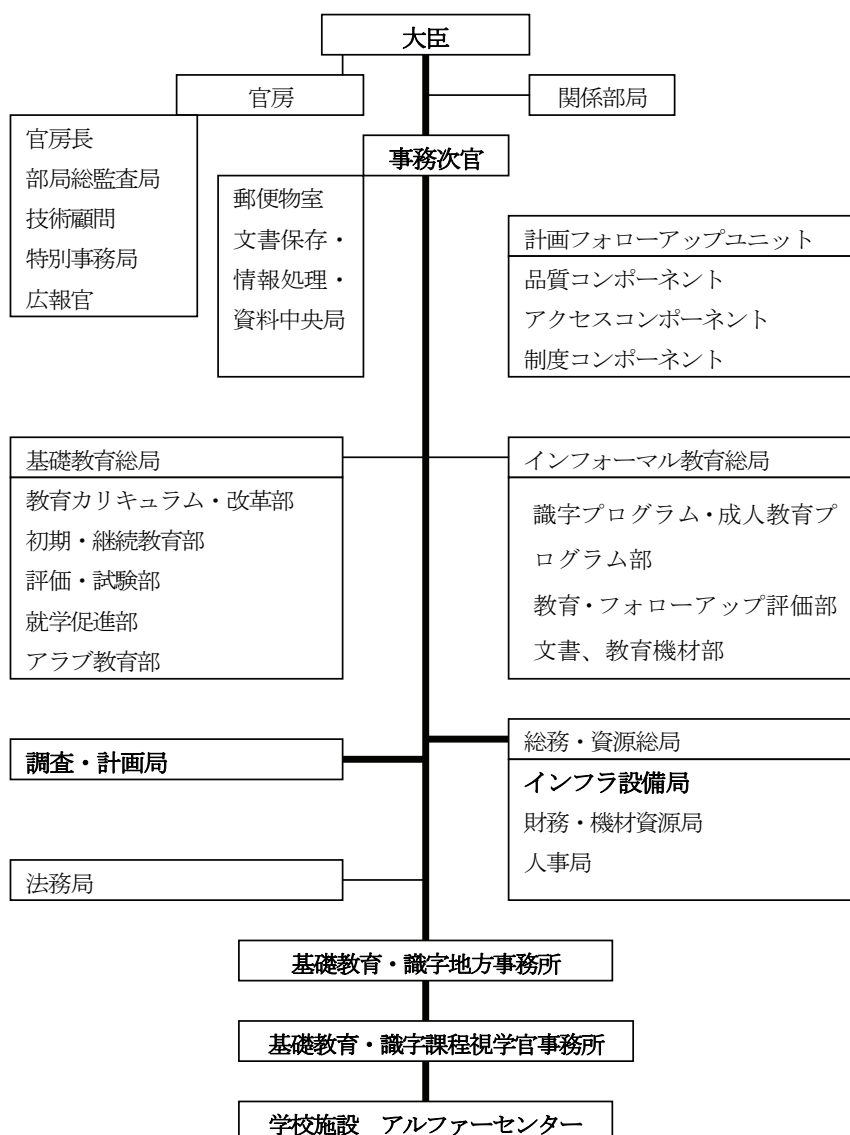 大臣
官房
関係部局
官房長
部局総監査局
技術顧問
特別事務局
広報官
事務次官
郵便物室
文書保存・
情報処理・
資料中央局
計画フォローアップユニット
品質コンポーネント
アクセスコンポーネント
制度コンポーネント
基礎教育総局
教育カリキュラム・改革部
初期・継続教育部
評価・試験部
就学促進部
アラブ教育部
インフォーマル教育総局
識字プログラム・成人教育プ
ログラム部
教育・フォローアップ評価部
文書、教育機材部
調査・計画局
総務・資源総局
インフラ設備局
財務・機材資源局
人事局
法務局
基礎教育・識字地方事務所
基礎教育・識字課程視学官事務所
学校施設　アルファーセンター